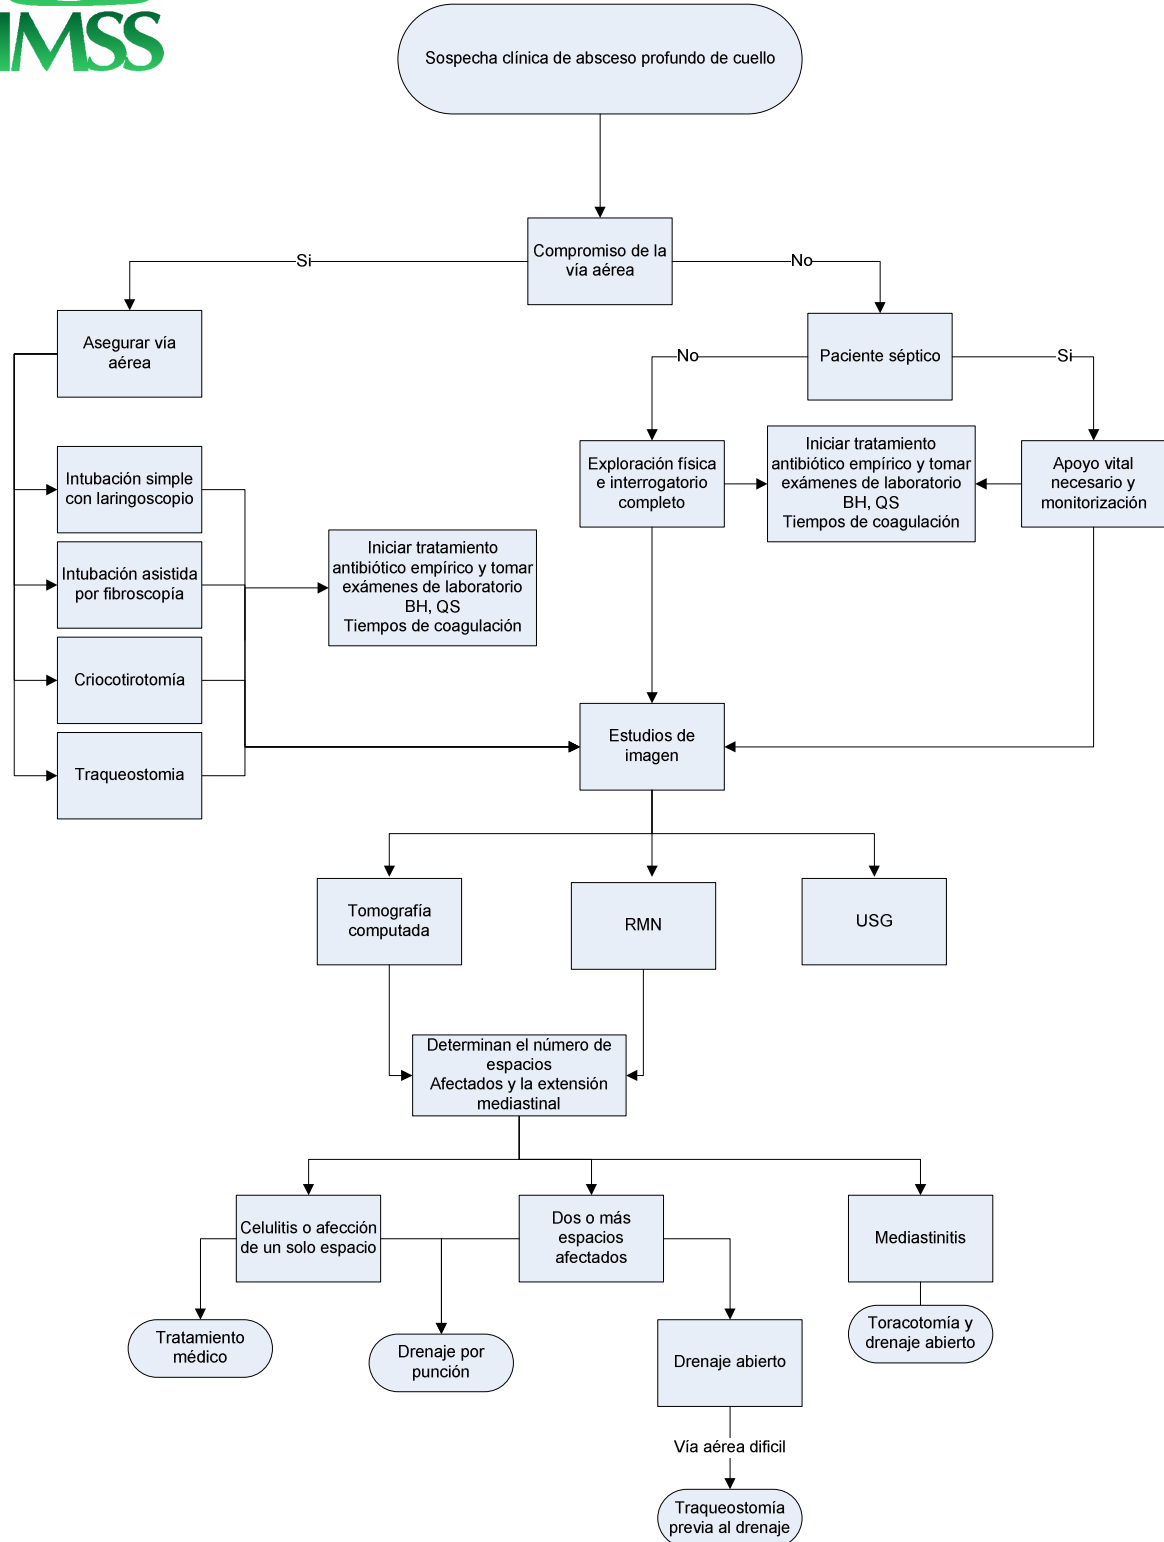 IMSS
Sospecha clínica de absceso profundo de cuello
Compromiso de la
vía aérea
Si
No
Asegurar vía
aérea
Paciente séptico
No
Si
Intubación simple
con laringoscopio
Exploración física
e interrogatorio
completo
Iniciar tratamiento
antibiótico empírico y tomar
exámenes de laboratorio
BH, QS
Tiempos de coagulación
Apoyo vital
necesario y
monitorización
Intubación asistida
por fibroscopía
Iniciar tratamiento
antibiótico empírico y tomar
exámenes de laboratorio
BH, QS
Tiempos de coagulación
Criocotirotomía
Traqueostomia
Estudios de
imagen
Tomografía
computada
RMN
USG
Determinan el número de
espacios
Afectados y la extensión
mediastinal
Celulitis o afección
de un solo espacio
Dos o más
espacios
afectados
Mediastinitis
Tratamiento
médico
Drenaje por
punción
Drenaje abierto
Toracotomía y
drenaje abierto
Vía aérea dificil
Traqueostomía
previa al drenaje